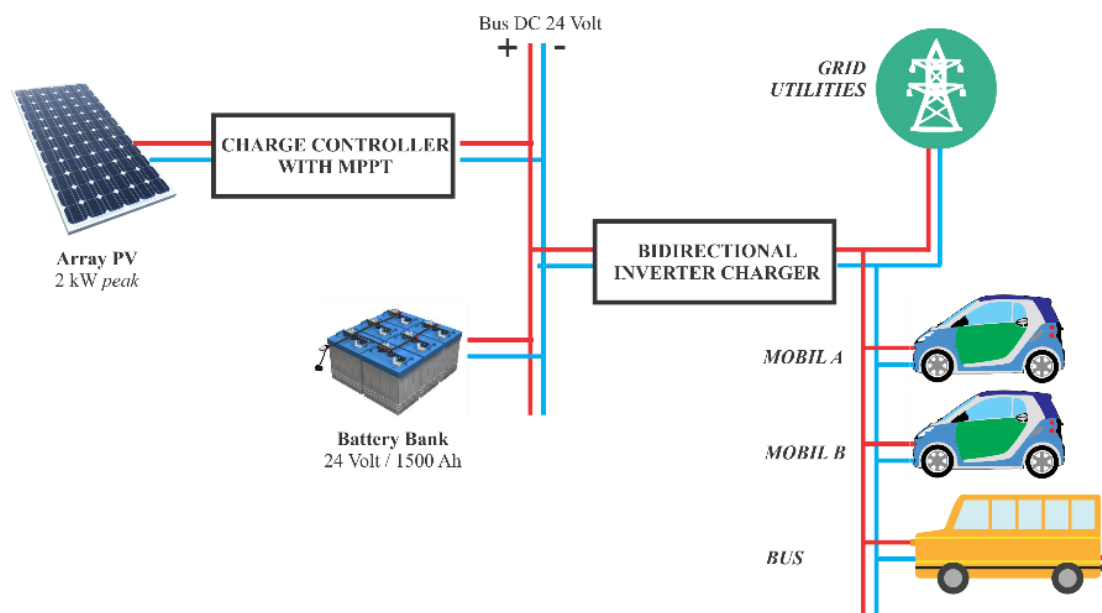 Bus DC 24 Volt
+ -
GRID
UTILITIES
CHARGE CONTROLLER
WITH MPPT
BIDIRECTIONAL
INVERTER CHARGER
Array PV
2 kW peak
MOBIL A
Battery Bank
24 Volt / 1500 Ah
MOBIL B
BUS